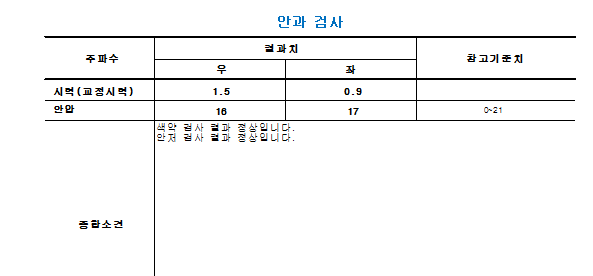 안과 검사
주파수 결과치 참고기준치
우 좌
시력(교정시력) 1.5 0.9
안압 16 17 0~21
색약 검사 결과 정상입니다.
안저 검사 결과 정상입니다.
종합소견